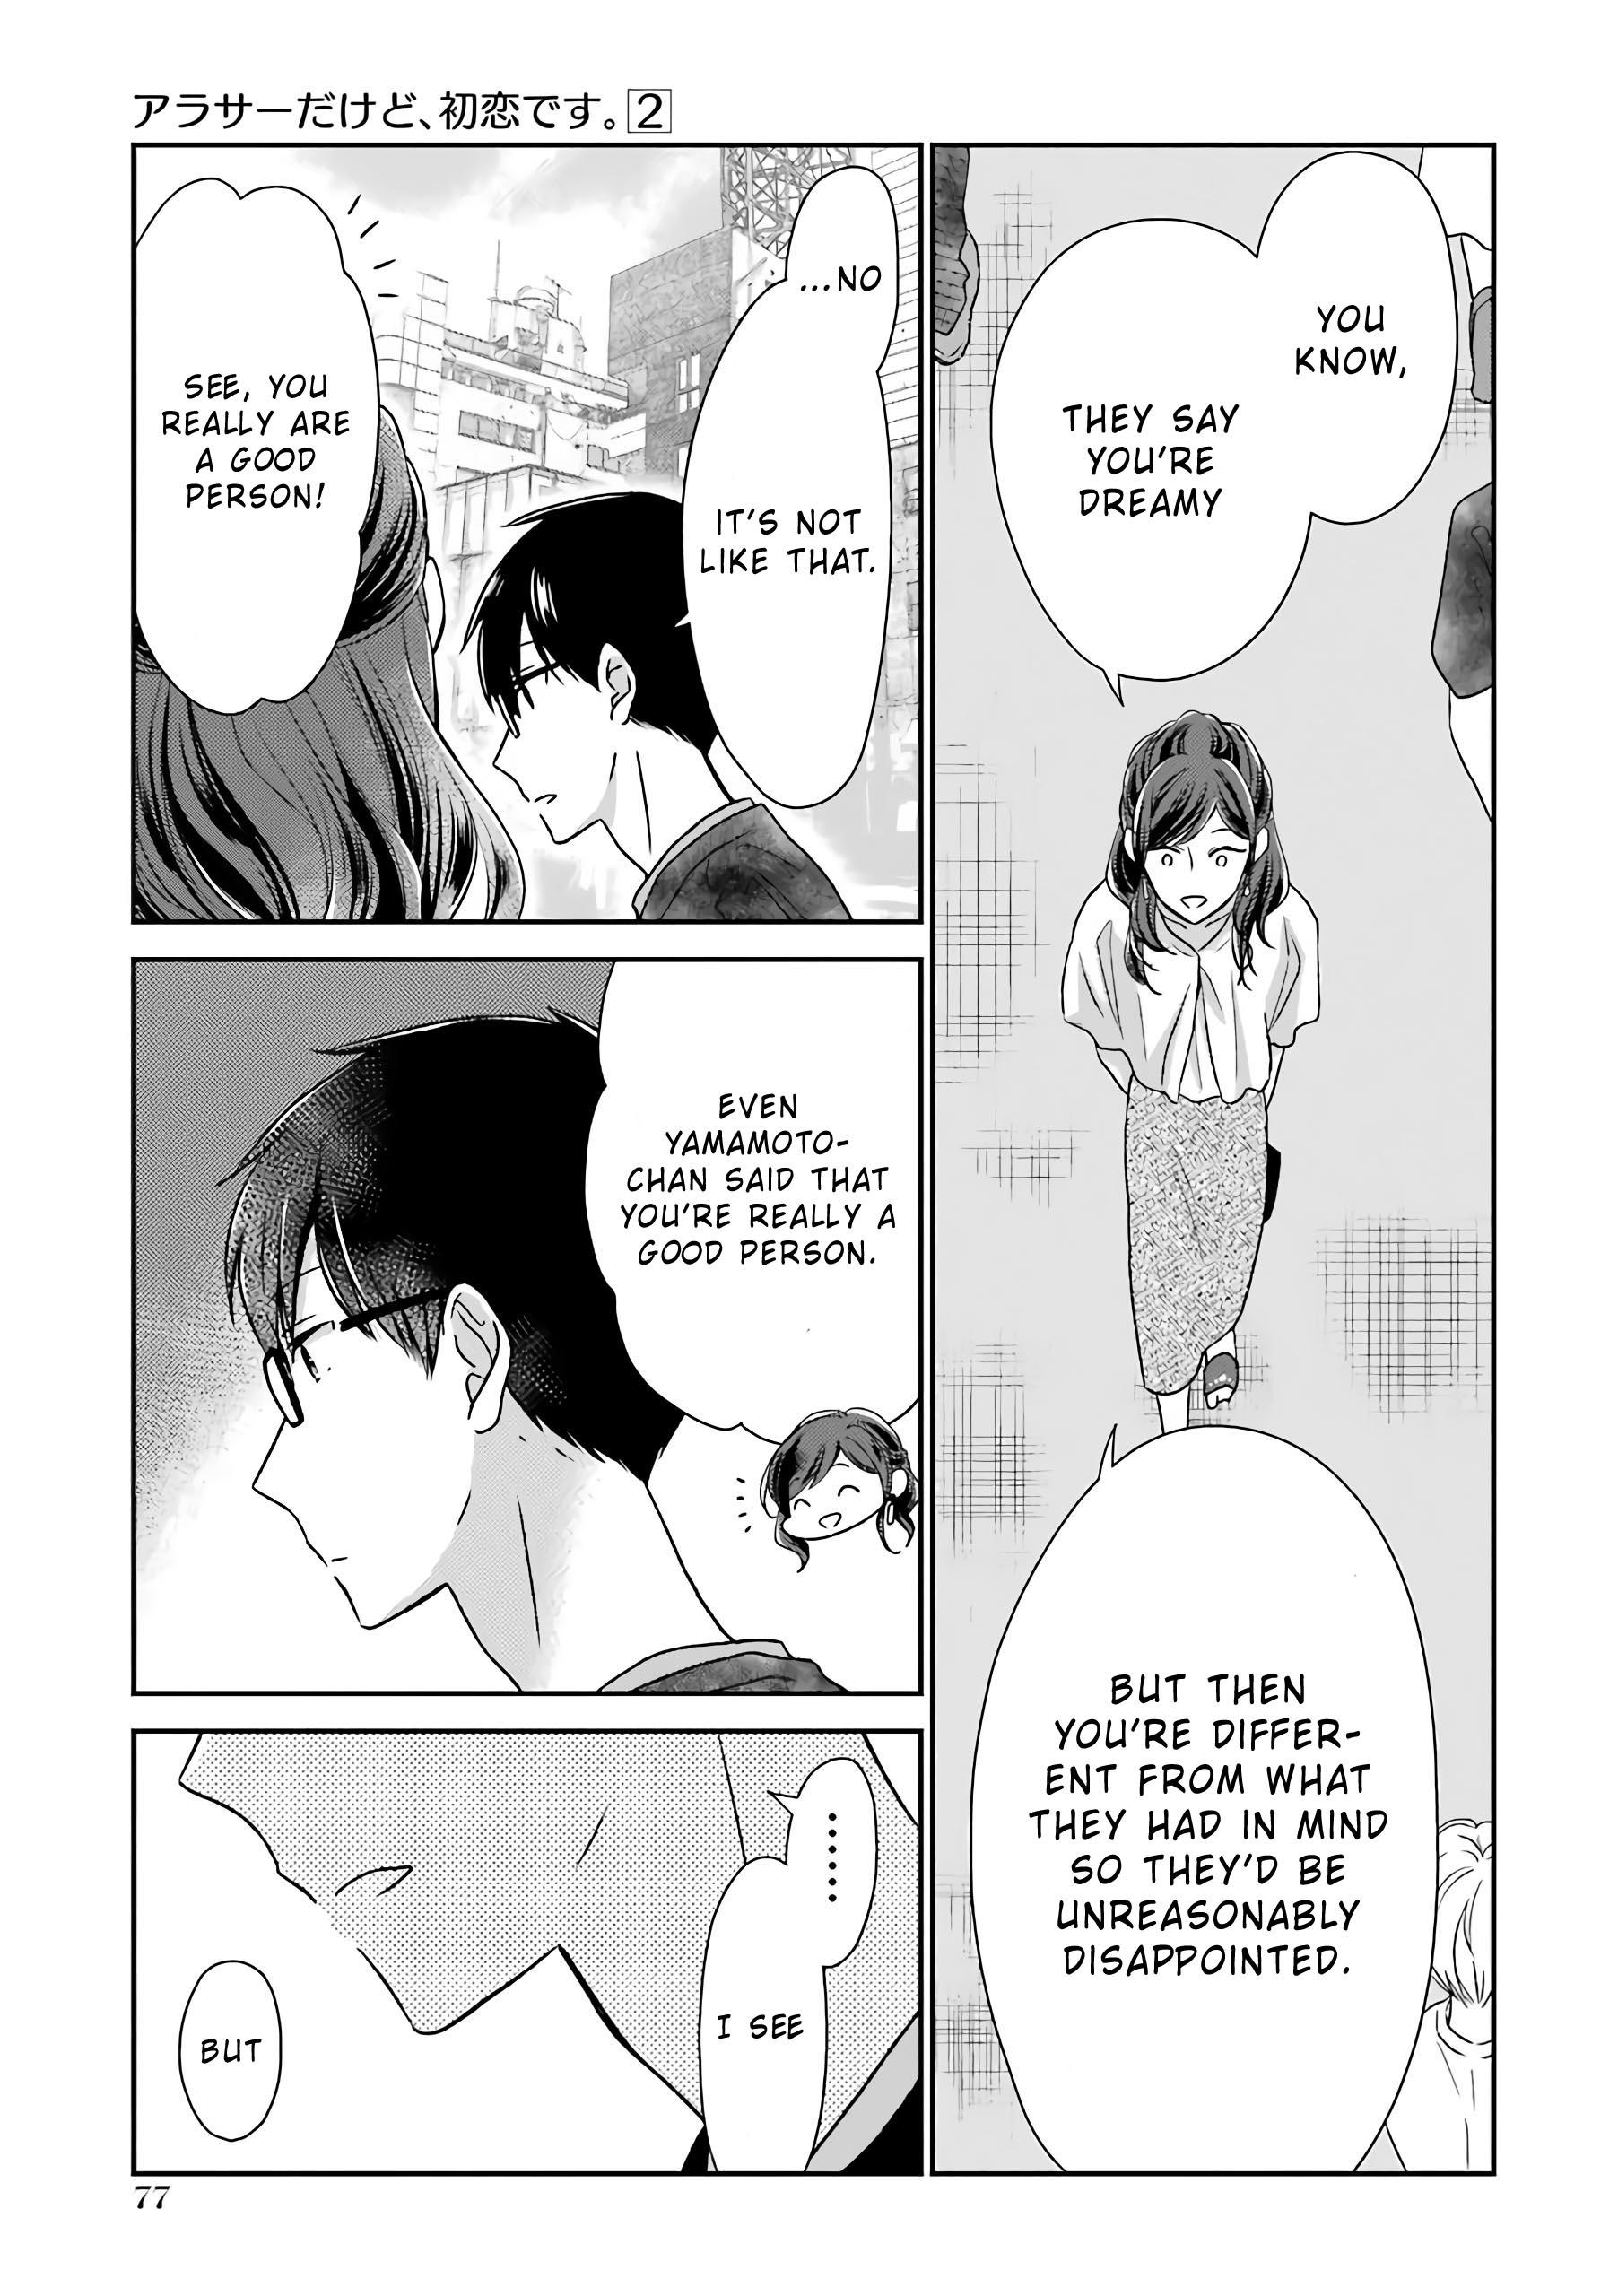 アラサーだけど、初恋です。2
YOU
KNOW,
THEY SAY
YOU'RE
DREAMY
BUT THEN
YOU'RE DIFFER-
ENT FROM WHAT
THEY HAD IN MIND
SO THEY'D BE
UNREASONABLY
DISAPPOINTED.
...NO
IT'S NOT
LIKE THAT.
SEE, YOU
REALLY ARE
A GOOD
PERSON!
EVEN
YAMAMOTO-
CHAN SAID THAT
YOU'RE REALLY A
GOOD PERSON.
.......
I SEE
BUT
77